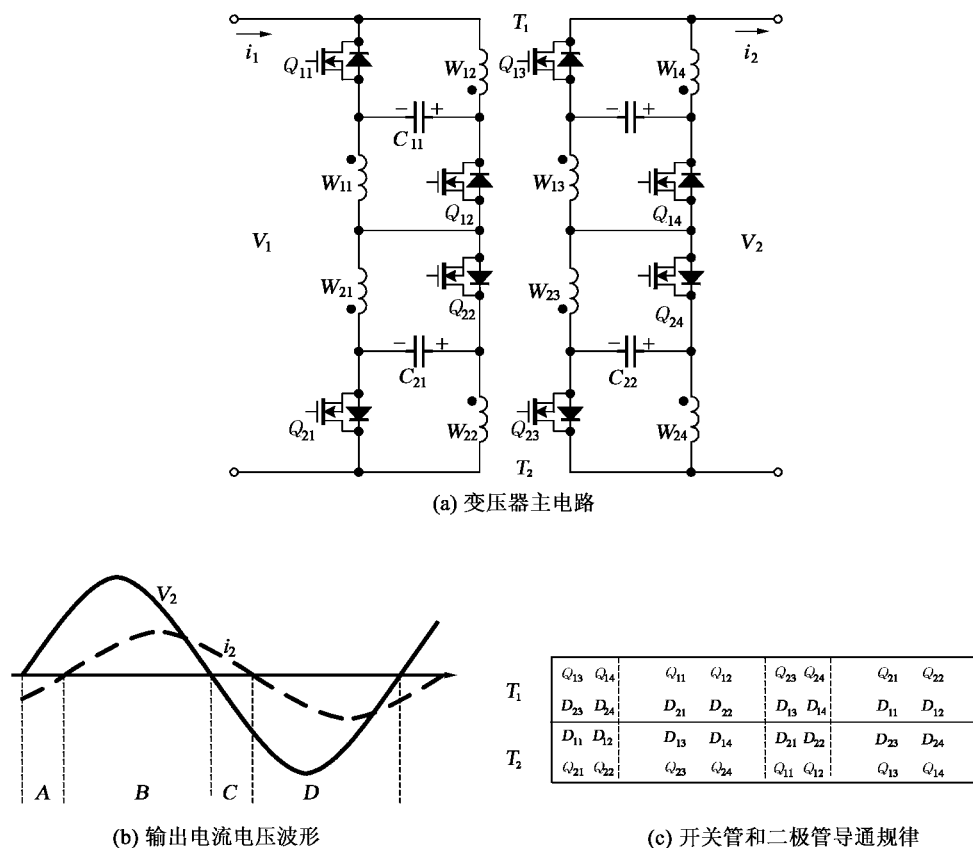 T₁
i₁ i₂
Q₁₁ W₁₂ Q₁₃ W₁₄
− + − +
C₁₁
W₁₁ W₁₃
Q₁₂ Q₁₄
V₁ V₂
W₂₁ W₂₃
Q₂₂ Q₂₄
− + − +
C₂₁ C₂₂
Q₂₁ W₂₂ Q₂₃ W₂₄
T₂
(a) 变压器主电路
V₂
i₂
A B C D
(b) 输出电流电压波形
T₁
Q₁₃ Q₁₄ Q₁₁ Q₁₂ Q₂₃ Q₂₄ Q₂₁ Q₂₂
D₂₃ D₂₄ D₂₁ D₂₂ D₁₃ D₁₄ D₁₁ D₁₂
T₂
D₁₁ D₁₂ D₁₃ D₁₄ D₂₁ D₂₂ D₂₃ D₂₄
Q₂₁ Q₂₂ Q₂₃ Q₂₄ Q₁₁ Q₁₂ Q₁₃ Q₁₄
(c) 开关管和二极管导通规律